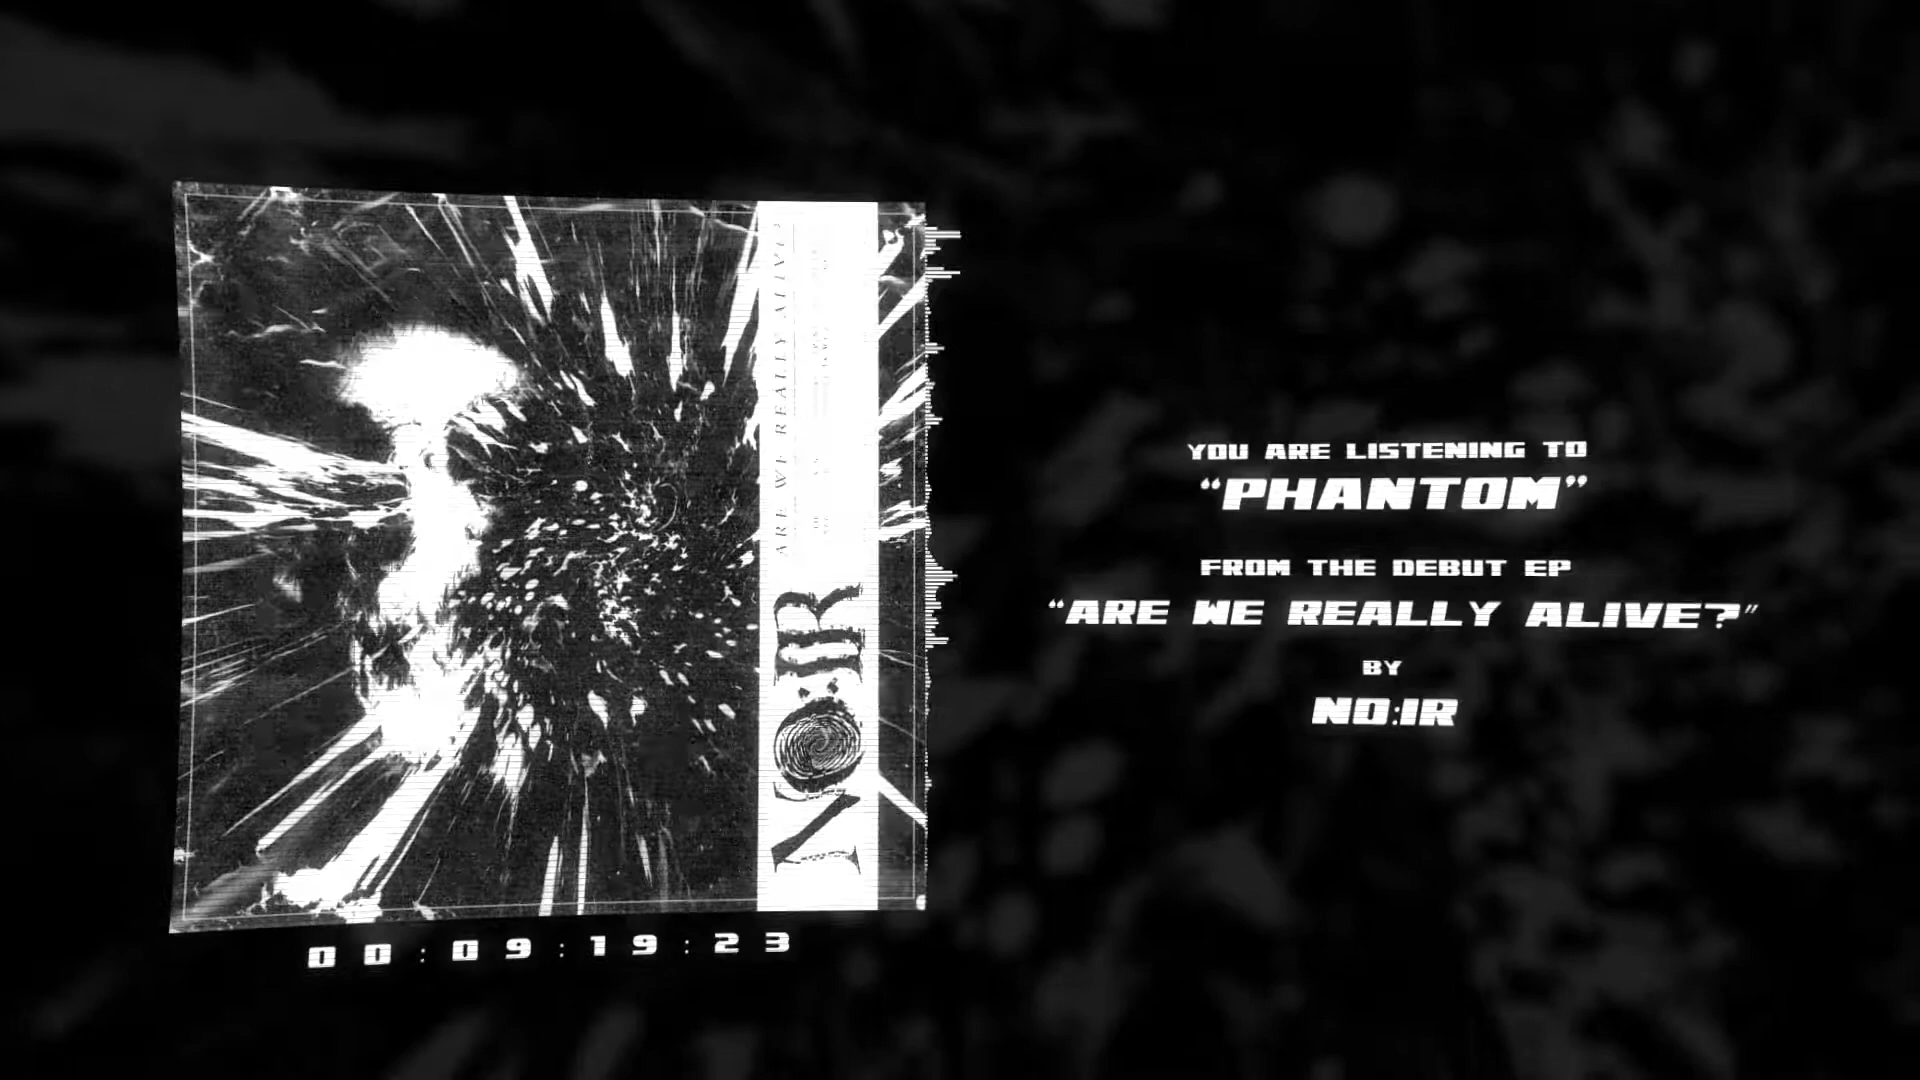 ARE WE REALLY ALIVE?
NO:IR
00:09:19:23
YOU ARE LISTENING TO
“PHANTOM”
FROM THE DEBUT EP
“ARE WE REALLY ALIVE?”
BY
NO:IR